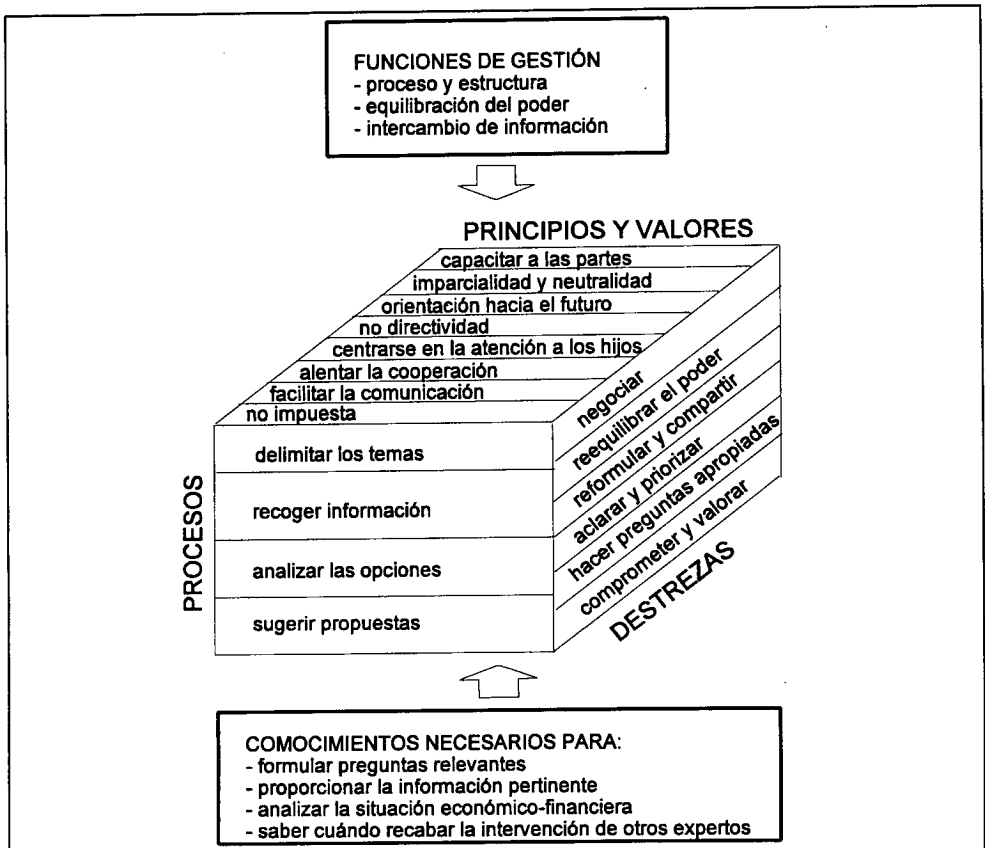 FUNCIONES DE GESTIÓN
- proceso y estructura
- equilibración del poder
- intercambio de información
PRINCIPIOS Y VALORES
capacitar a las partes
imparcialidad y neutralidad
orientación hacia el futuro
no directividad
centrarse en la atención a los hijos
alentar la cooperación
facilitar la comunicación
no impuesta
PROCESOS
delimitar los temas
recoger información
analizar las opciones
sugerir propuestas
negociar
reequilibrar el poder
reformular y compartir
aclarar y priorizar
hacer preguntas apropiadas
comprometer y valorar
DESTREZAS
COMOCIMIENTOS NECESARIOS PARA:
- formular preguntas relevantes
- proporcionar la información pertinente
- analizar la situación económico-financiera
- saber cuándo recabar la intervención de otros expertos